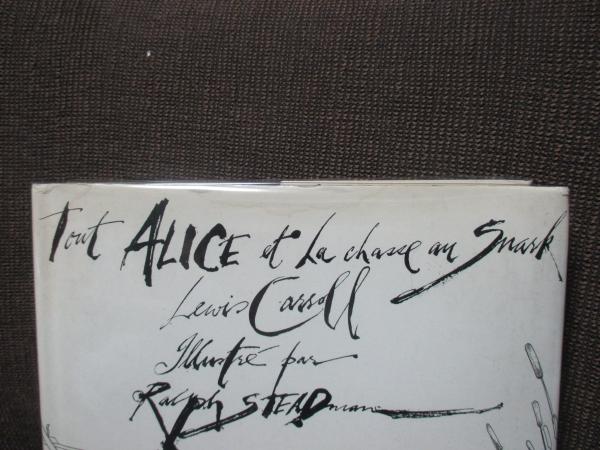 Tout ALICE et La chasse au Snark
Lewis Carroll
Illustré par
Ralph STEADman